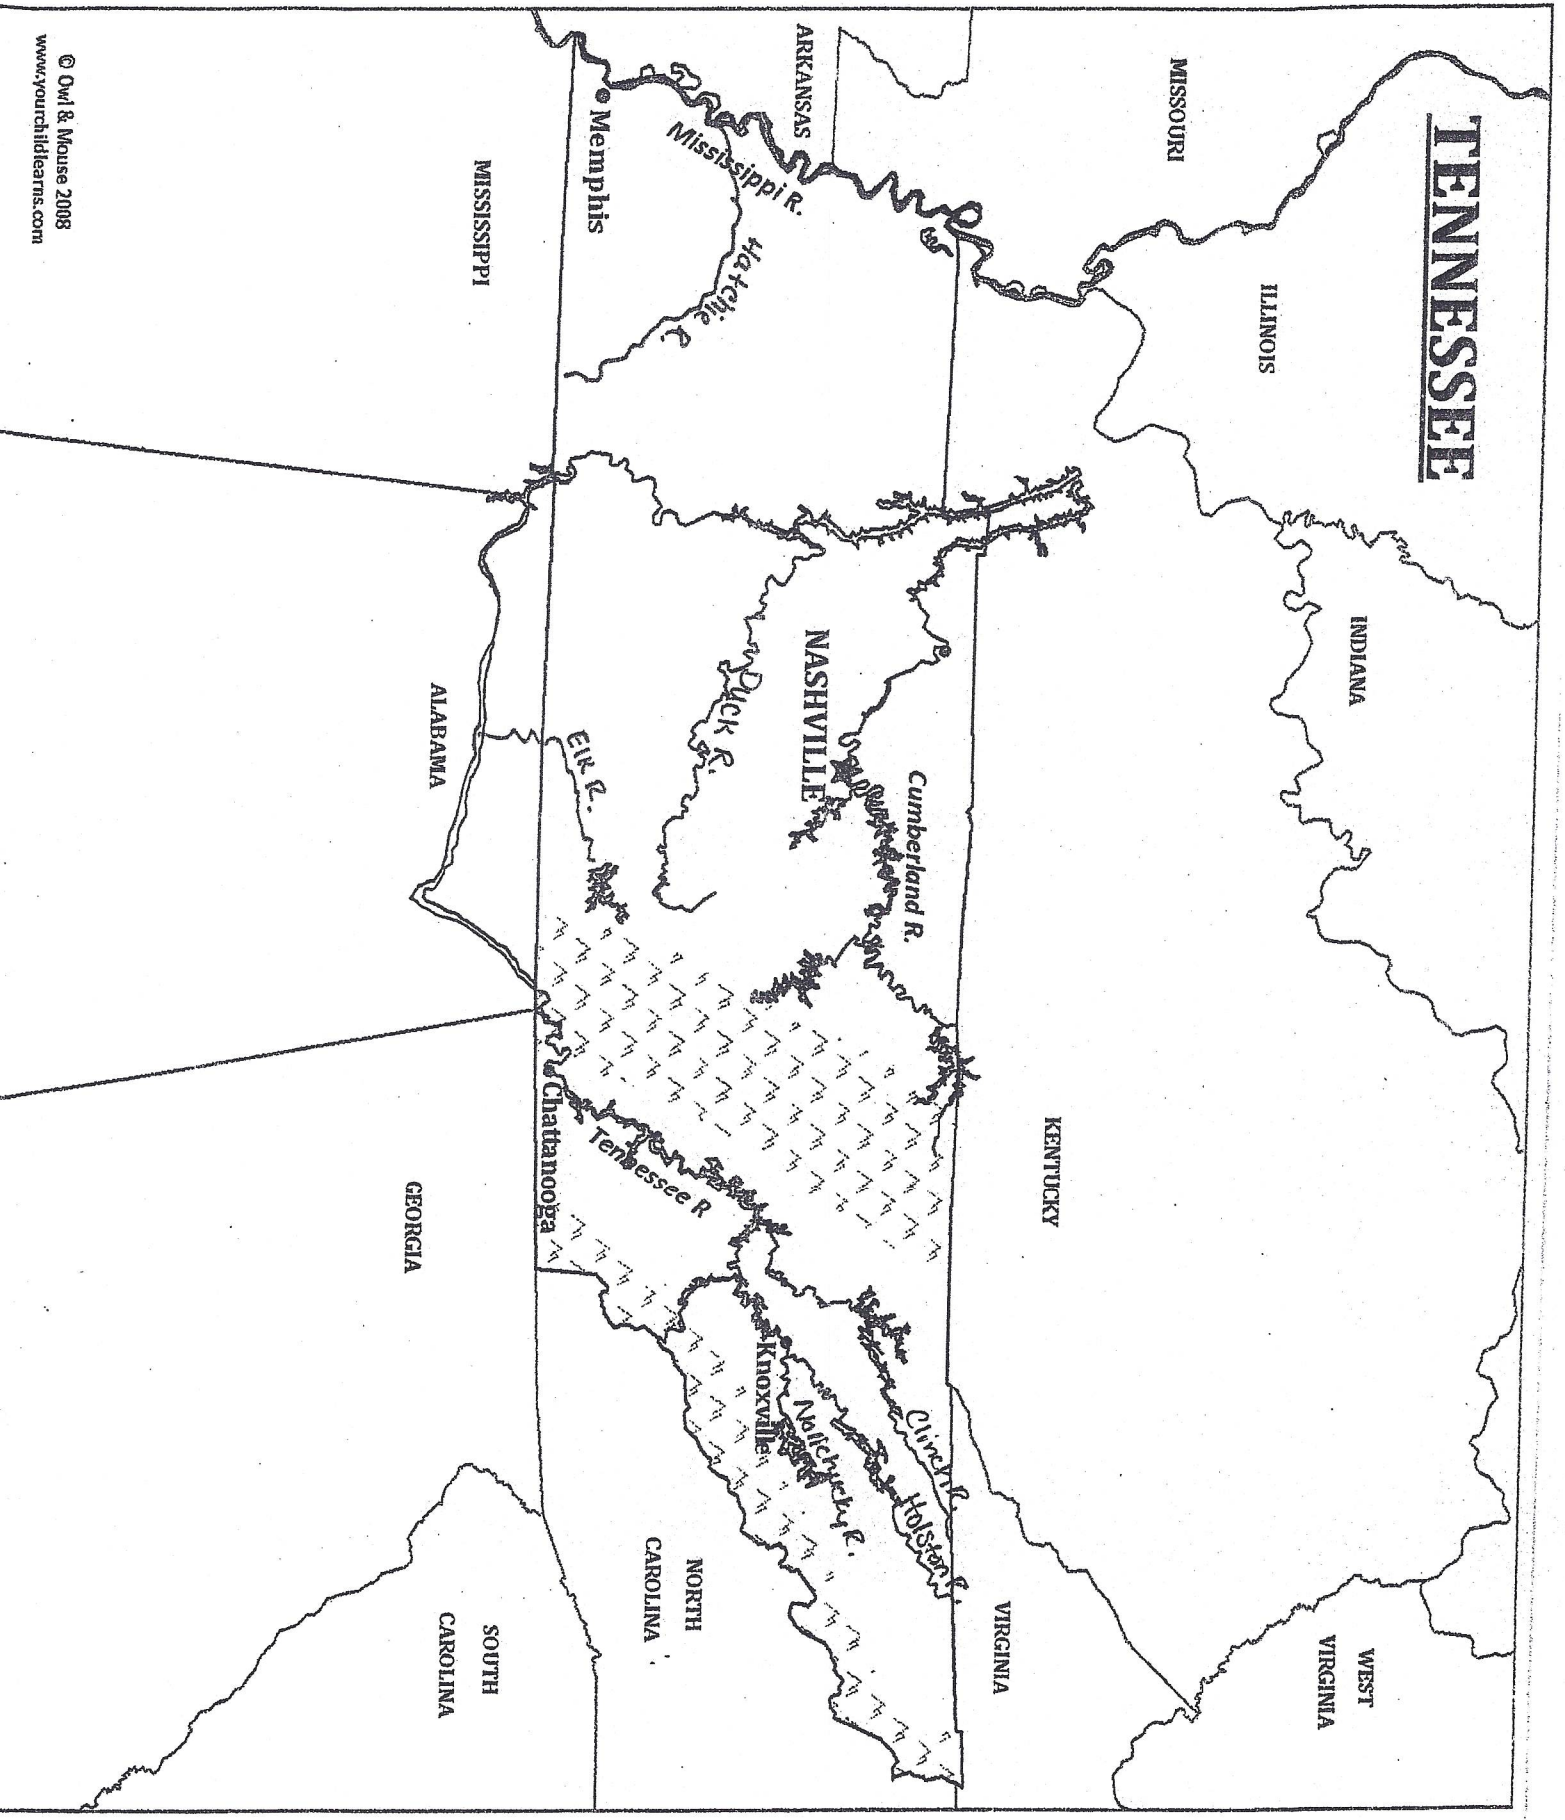 TENNESSEE
MISSOURI
ILLINOIS
INDIANA
WEST
VIRGINIA
KENTUCKY
VIRGINIA
ARKANSAS
Mississippi R.
Hatchie R.
Memphis
NASHVILLE
Cumberland R.
Duck R.
Elk R.
Clinch R.
Holston R.
Nolichucky R.
Knoxville
Tennessee R
Chattanooga
NORTH
CAROLINA
MISSISSIPPI
ALABAMA
GEORGIA
SOUTH
CAROLINA
© Owl & Mouse 2008
www.yourchildlearns.com